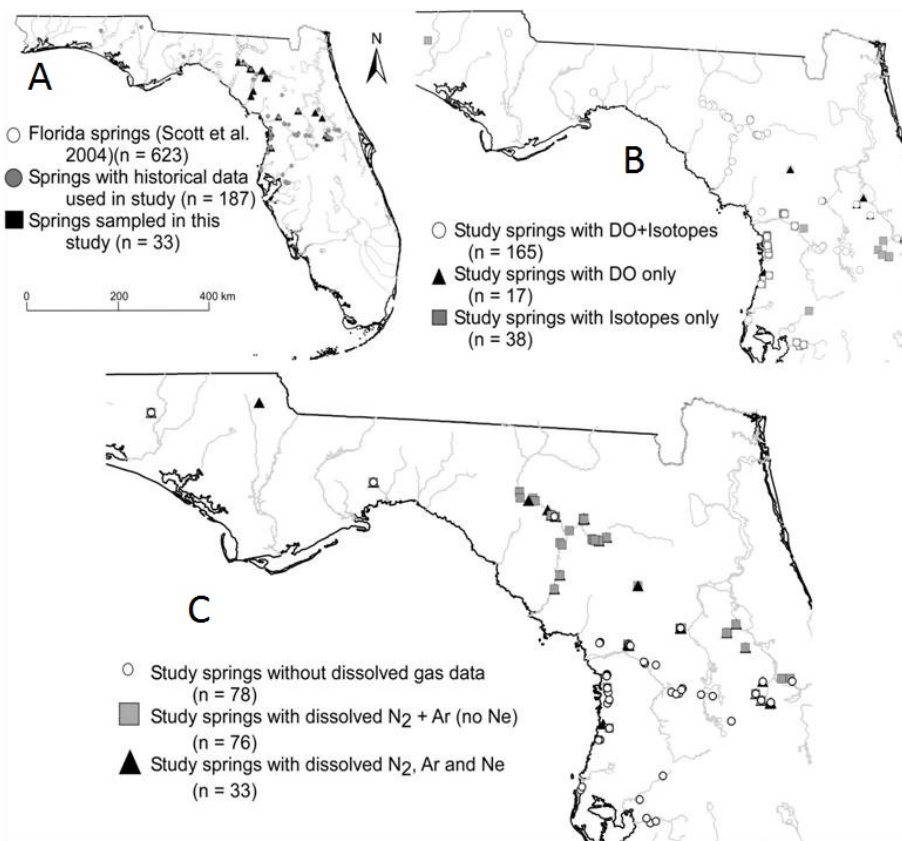 A
N
Florida springs (Scott et al.
2004)(n = 623)
Springs with historical data
used in study (n = 187)
Springs sampled in this
study (n = 33)
0 200 400 km
B
Study springs with DO+Isotopes
(n = 165)
Study springs with DO only
(n = 17)
Study springs with Isotopes only
(n = 38)
C
Study springs without dissolved gas data
(n = 78)
Study springs with dissolved N2 + Ar (no Ne)
(n = 76)
Study springs with dissolved N2, Ar and Ne
(n = 33)